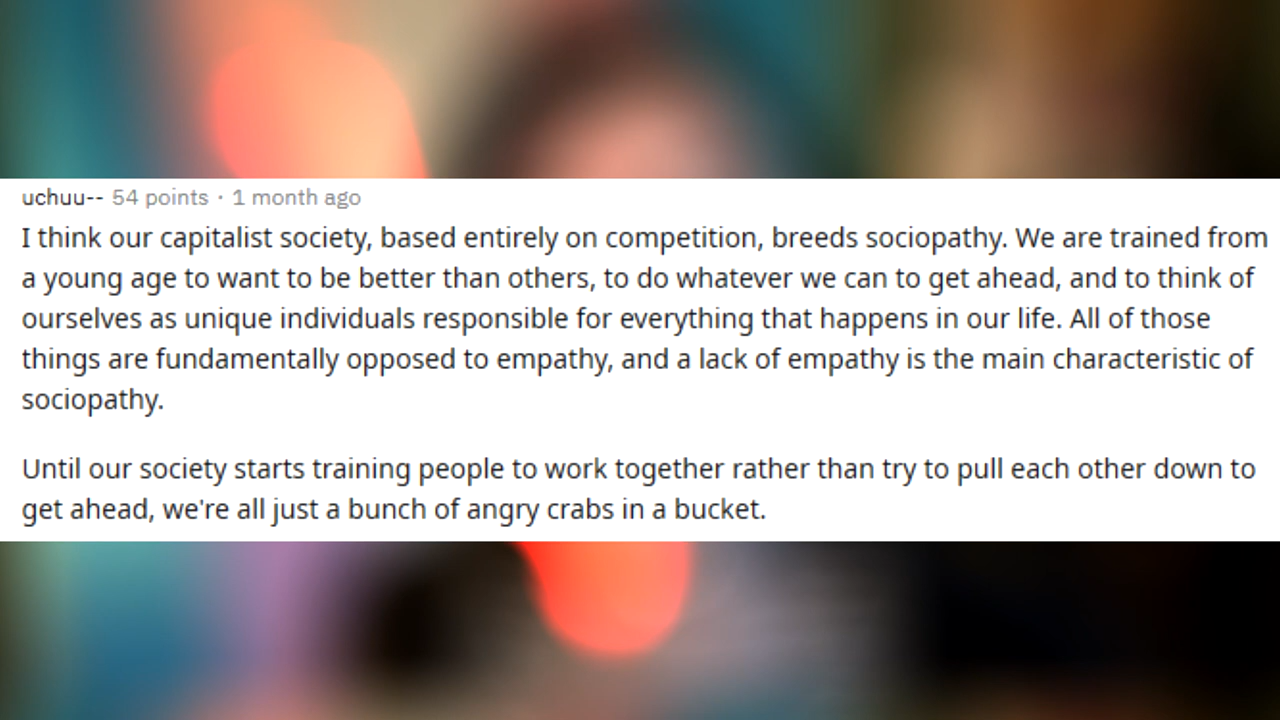 uchuu-- 54 points · 1 month ago
I think our capitalist society, based entirely on competition, breeds sociopathy. We are trained from
a young age to want to be better than others, to do whatever we can to get ahead, and to think of
ourselves as unique individuals responsible for everything that happens in our life. All of those
things are fundamentally opposed to empathy, and a lack of empathy is the main characteristic of
sociopathy.
Until our society starts training people to work together rather than try to pull each other down to
get ahead, we're all just a bunch of angry crabs in a bucket.